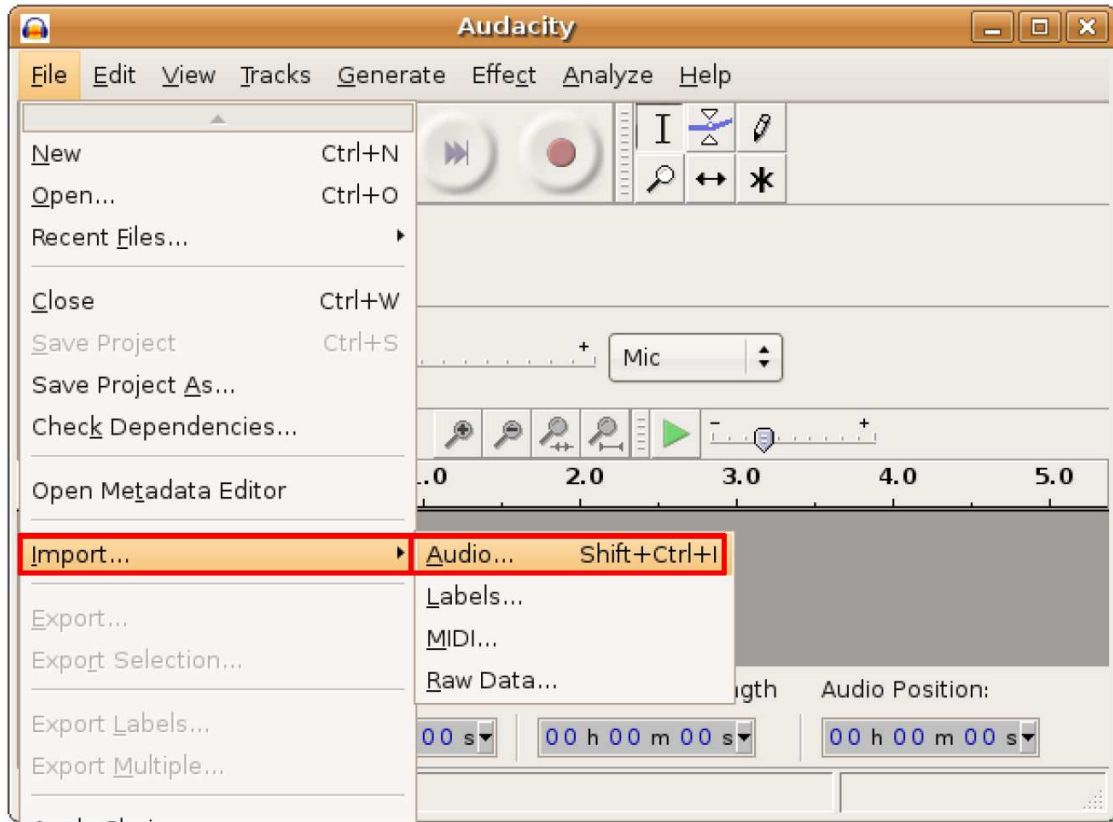 Audacity
File Edit View Tracks Generate Effect Analyze Help
New Ctrl+N
Open... Ctrl+O
Recent Files...
Close Ctrl+W
Save Project Ctrl+S
Save Project As...
Check Dependencies...
Mic
- +
.0 2.0 3.0 4.0 5.0
Open Metadata Editor
Import... Audio... Shift+Ctrl+I
Labels...
Export...
MIDI...
Export Selection...
Raw Data...
Audio Position:
Export Labels...
00 s 00 h 00 m 00 s 00 h 00 m 00 s
Export Multiple...